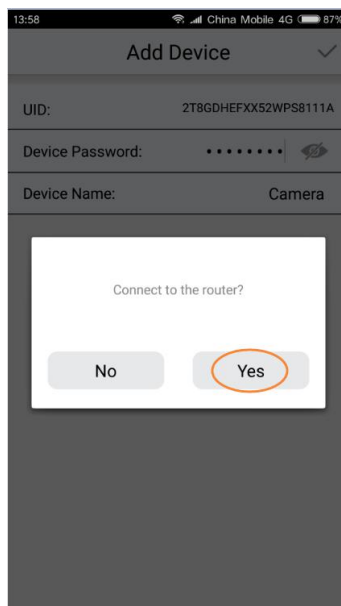 13:58 China Mobile 4G 87%
Add Device
UID: 2T8GDHEFXX52WPS8111A
Device Password: ••••••••
Device Name: Camera
Connect to the router?
No Yes